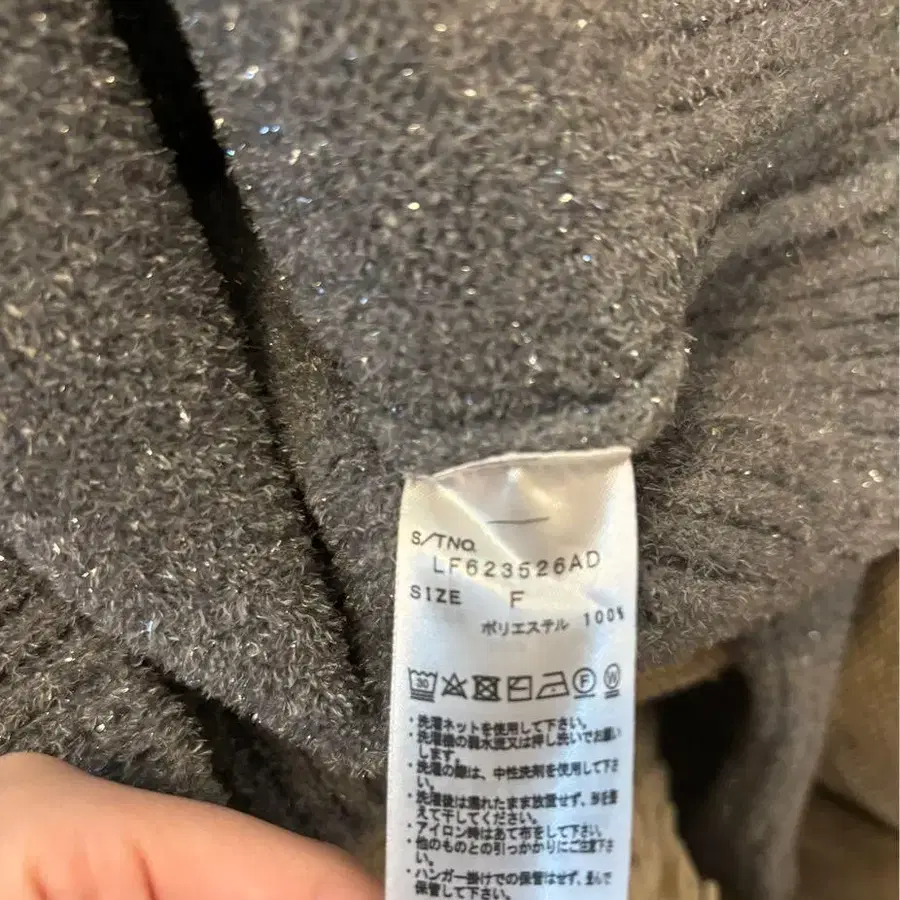 S/TNO.
LF623526AD
SIZE F
ポリエステル 100%
30 F W
・洗濯ネットを使用して下さい。
・洗濯機の弱水流又は押し洗いでお願い
します。
・洗濯の際は、中性洗剤を使用して下さ
い。
・洗濯後は濡れたまま放置せず、形を整
えて干してください。
・アイロン時はあて布をして下さい。
・他のものとの引っかかりにご注意下さ
い。
・ハンガー掛けでの保管はせず、畳んで
保管して下さい。